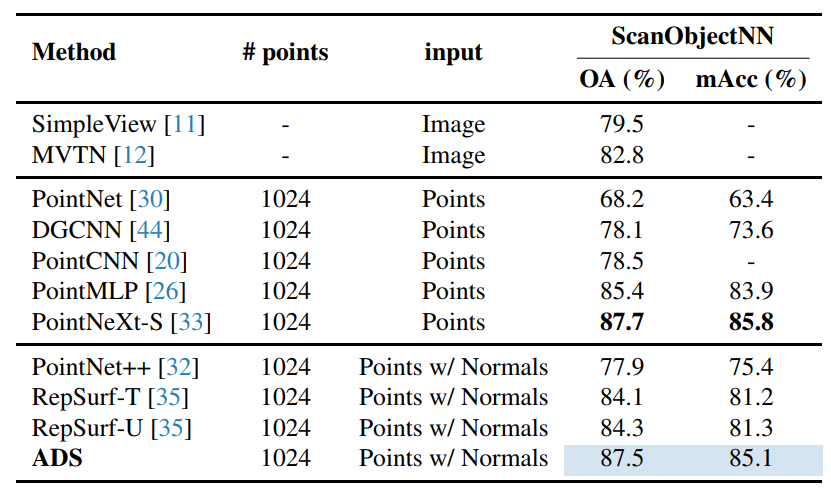 Method # points input ScanObjectNN
OA (%) mAcc (%)
SimpleView [11] - Image 79.5 -
MVTN [12] - Image 82.8 -
PointNet [30] 1024 Points 68.2 63.4
DGCNN [44] 1024 Points 78.1 73.6
PointCNN [20] 1024 Points 78.5 -
PointMLP [26] 1024 Points 85.4 83.9
PointNeXt-S [33] 1024 Points 87.7 85.8
PointNet++ [32] 1024 Points w/ Normals 77.9 75.4
RepSurf-T [35] 1024 Points w/ Normals 84.1 81.2
RepSurf-U [35] 1024 Points w/ Normals 84.3 81.3
ADS 1024 Points w/ Normals 87.5 85.1